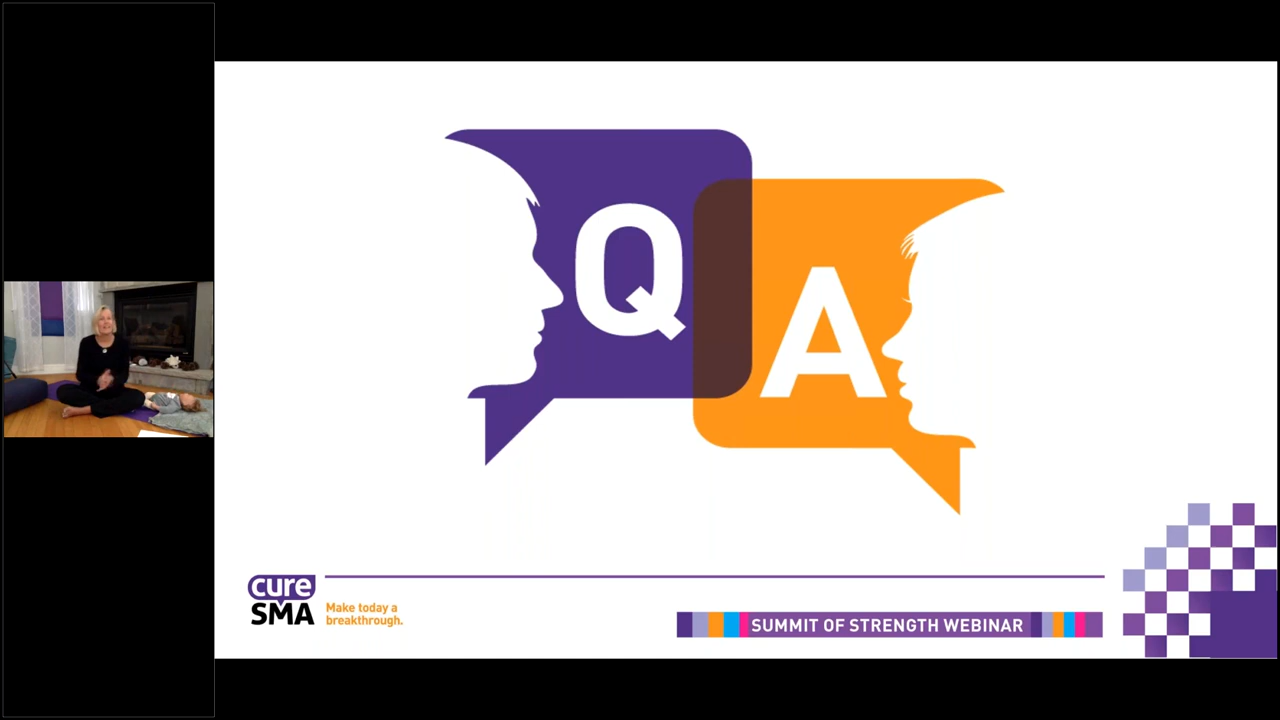 Q
A
cure
SMA
Make today a
breakthrough.
SUMMIT OF STRENGTH WEBINAR